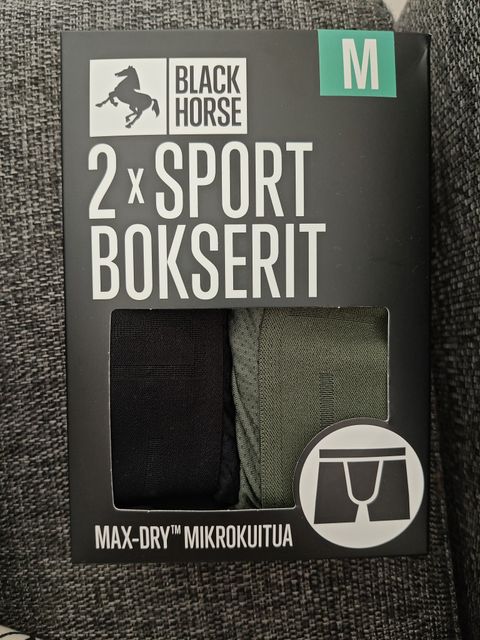 M
BLACK
HORSE
2 x SPORT
BOKSERIT
MAX-DRY™ MIKROKUITUA